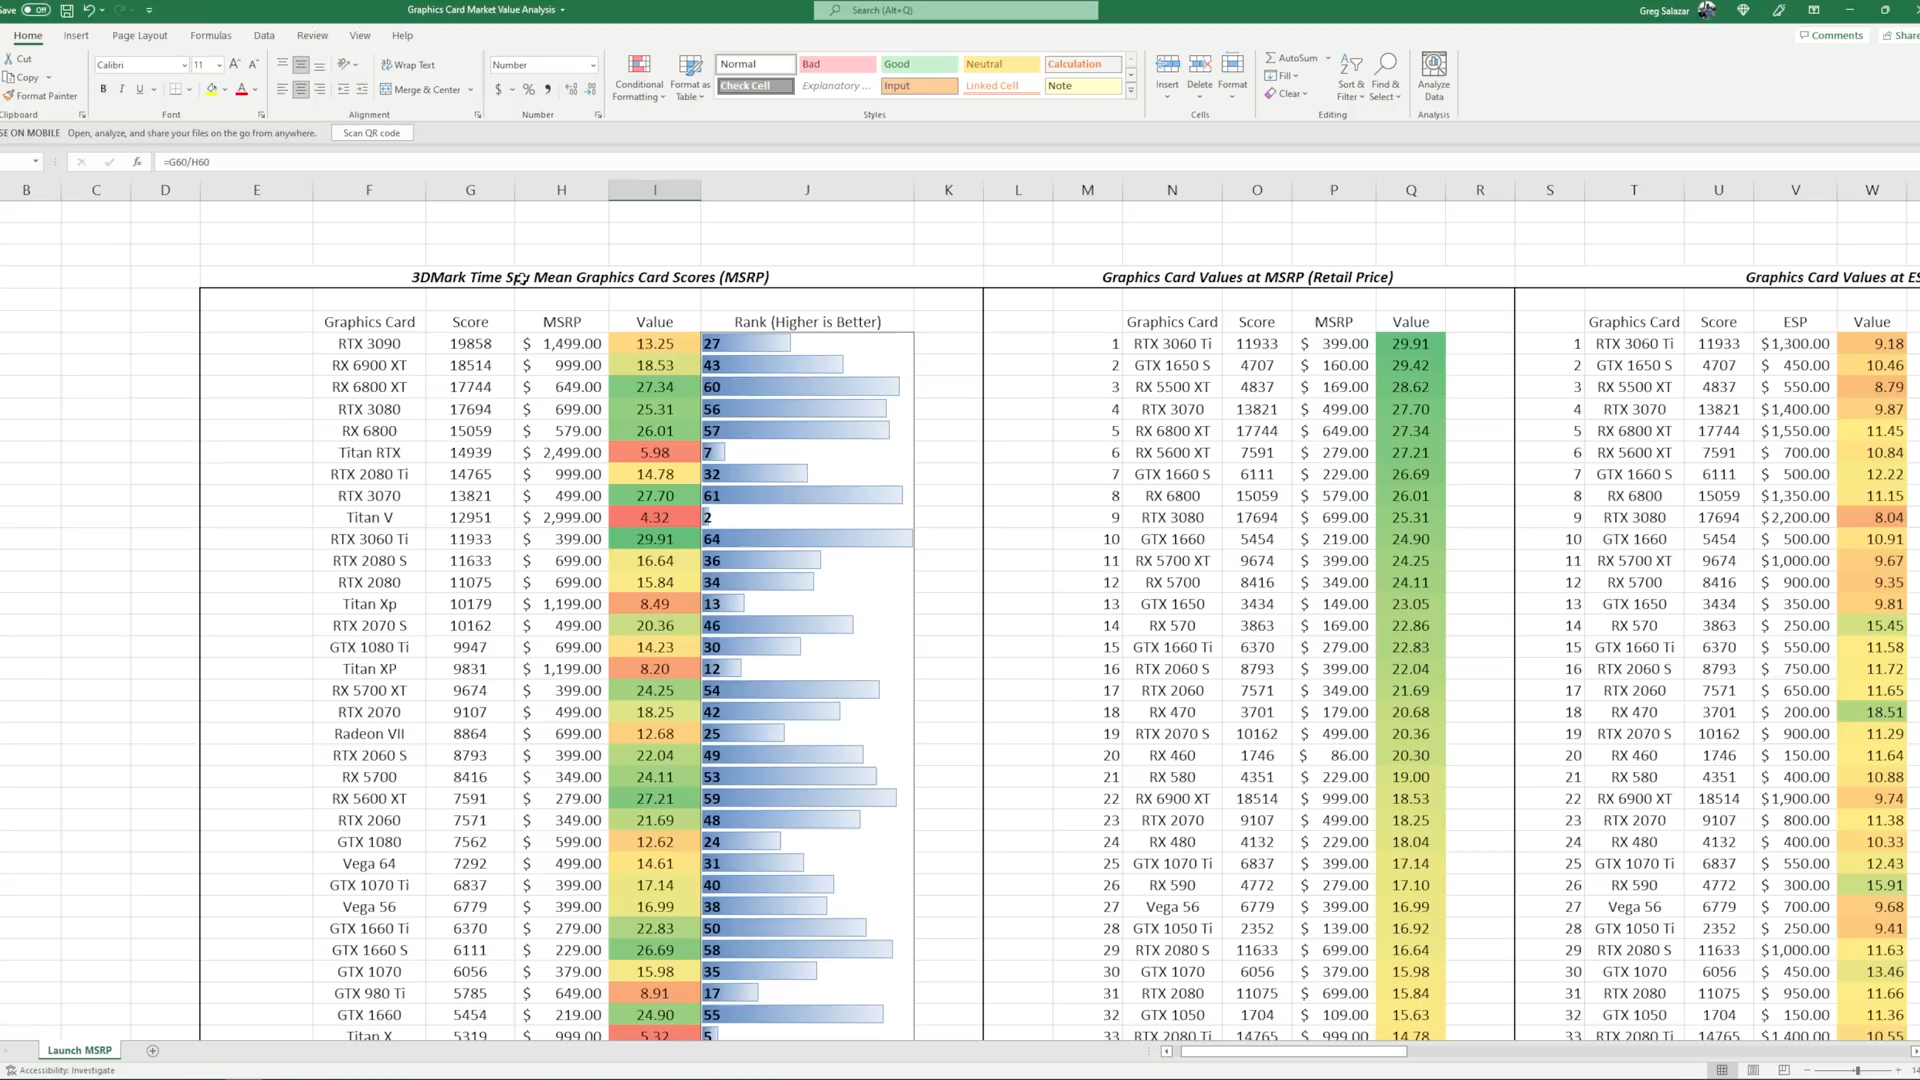 ave Off Graphics Card Market Value Analysis Search (Alt+Q) Greg Salazar
Home Insert Page Layout Formulas Data Review View Help Comments Share
Cut
Copy
Format Painter
Clipboard
Calibri 11
B I U
Font
Wrap Text
Merge & Center
Alignment
Number
$ %
Number
Conditional Formatting
Format as Table
Normal Bad Good Neutral Calculation
Check Cell Explanatory ... Input Linked Cell Note
Styles
Insert Delete Format
Cells
AutoSum
Fill
Clear
Sort & Filter
Find & Select
Editing
Analyze Data
Analysis
SE ON MOBILE Open, analyze, and share your files on the go from anywhere. Scan QR code
fx =G60/H60
B C D E F G H I J K L M N O P Q R S T U V W
3DMark Time Spy Mean Graphics Card Scores (MSRP) Graphics Card Values at MSRP (Retail Price) Graphics Card Values at ES
Graphics Card Score MSRP Value Rank (Higher is Better) Graphics Card Score MSRP Value Graphics Card Score ESP Value
RTX 3090 19858 $ 1,499.00 13.25 27 1 RTX 3060 Ti 11933 $ 399.00 29.91 1 RTX 3060 Ti 11933 $1,300.00 9.18
RX 6900 XT 18514 $ 999.00 18.53 43 2 GTX 1650 S 4707 $ 160.00 29.42 2 GTX 1650 S 4707 $ 450.00 10.46
RX 6800 XT 17744 $ 649.00 27.34 60 3 RX 5500 XT 4837 $ 169.00 28.62 3 RX 5500 XT 4837 $ 550.00 8.79
RTX 3080 17694 $ 699.00 25.31 56 4 RTX 3070 13821 $ 499.00 27.70 4 RTX 3070 13821 $1,400.00 9.87
RX 6800 15059 $ 579.00 26.01 57 5 RX 6800 XT 17744 $ 649.00 27.34 5 RX 6800 XT 17744 $1,550.00 11.45
Titan RTX 14939 $ 2,499.00 5.98 7 6 RX 5600 XT 7591 $ 279.00 27.21 6 RX 5600 XT 7591 $ 700.00 10.84
RTX 2080 Ti 14765 $ 999.00 14.78 32 7 GTX 1660 S 6111 $ 229.00 26.69 7 GTX 1660 S 6111 $ 500.00 12.22
RTX 3070 13821 $ 499.00 27.70 61 8 RX 6800 15059 $ 579.00 26.01 8 RX 6800 15059 $1,350.00 11.15
Titan V 12951 $ 2,999.00 4.32 2 9 RTX 3080 17694 $ 699.00 25.31 9 RTX 3080 17694 $2,200.00 8.04
RTX 3060 Ti 11933 $ 399.00 29.91 64 10 GTX 1660 5454 $ 219.00 24.90 10 GTX 1660 5454 $ 500.00 10.91
RTX 2080 S 11633 $ 699.00 16.64 36 11 RX 5700 XT 9674 $ 399.00 24.25 11 RX 5700 XT 9674 $1,000.00 9.67
RTX 2080 11075 $ 699.00 15.84 34 12 RX 5700 8416 $ 349.00 24.11 12 RX 5700 8416 $ 900.00 9.35
Titan Xp 10179 $ 1,199.00 8.49 13 13 GTX 1650 3434 $ 149.00 23.05 13 GTX 1650 3434 $ 350.00 9.81
RTX 2070 S 10162 $ 499.00 20.36 46 14 RX 570 3863 $ 169.00 22.86 14 RX 570 3863 $ 250.00 15.45
GTX 1080 Ti 9947 $ 699.00 14.23 30 15 GTX 1660 Ti 6370 $ 279.00 22.83 15 GTX 1660 Ti 6370 $ 550.00 11.58
Titan XP 9831 $ 1,199.00 8.20 12 16 RTX 2060 S 8793 $ 399.00 22.04 16 RTX 2060 S 8793 $ 750.00 11.72
RX 5700 XT 9674 $ 399.00 24.25 54 17 RTX 2060 7571 $ 349.00 21.69 17 RTX 2060 7571 $ 650.00 11.65
RTX 2070 9107 $ 499.00 18.25 42 18 RX 470 3701 $ 179.00 20.68 18 RX 470 3701 $ 200.00 18.51
Radeon VII 8864 $ 699.00 12.68 25 19 RTX 2070 S 10162 $ 499.00 20.36 19 RTX 2070 S 10162 $ 900.00 11.29
RTX 2060 S 8793 $ 399.00 22.04 49 20 RX 460 1746 $ 86.00 20.30 20 RX 460 1746 $ 150.00 11.64
RX 5700 8416 $ 349.00 24.11 53 21 RX 580 4351 $ 229.00 19.00 21 RX 580 4351 $ 400.00 10.88
RX 5600 XT 7591 $ 279.00 27.21 59 22 RX 6900 XT 18514 $ 999.00 18.53 22 RX 6900 XT 18514 $1,900.00 9.74
RTX 2060 7571 $ 349.00 21.69 48 23 RTX 2070 9107 $ 499.00 18.25 23 RTX 2070 9107 $ 800.00 11.38
GTX 1080 7562 $ 599.00 12.62 24 24 RX 480 4132 $ 229.00 18.04 24 RX 480 4132 $ 400.00 10.33
Vega 64 7292 $ 499.00 14.61 31 25 GTX 1070 Ti 6837 $ 399.00 17.14 25 GTX 1070 Ti 6837 $ 550.00 12.43
GTX 1070 Ti 6837 $ 399.00 17.14 40 26 RX 590 4772 $ 279.00 17.10 26 RX 590 4772 $ 300.00 15.91
Vega 56 6779 $ 399.00 16.99 38 27 Vega 56 6779 $ 399.00 16.99 27 Vega 56 6779 $ 700.00 9.68
GTX 1660 Ti 6370 $ 279.00 22.83 50 28 GTX 1050 Ti 2352 $ 139.00 16.92 28 GTX 1050 Ti 2352 $ 250.00 9.41
GTX 1660 S 6111 $ 229.00 26.69 58 29 RTX 2080 S 11633 $ 699.00 16.64 29 RTX 2080 S 11633 $1,000.00 11.63
GTX 1070 6056 $ 379.00 15.98 35 30 GTX 1070 6056 $ 379.00 15.98 30 GTX 1070 6056 $ 450.00 13.46
GTX 980 Ti 5785 $ 649.00 8.91 17 31 RTX 2080 11075 $ 699.00 15.84 31 RTX 2080 11075 $ 950.00 11.66
GTX 1660 5454 $ 219.00 24.90 55 32 GTX 1050 1704 $ 109.00 15.63 32 GTX 1050 1704 $ 150.00 11.36
Titan X 5319 $ 999.00 5.32 5 33 RTX 2080 Ti 14765 $ 999.00 14.78 33 RTX 2080 Ti 14765 $1,400.00 10.55
Launch MSRP
Accessibility: Investigate